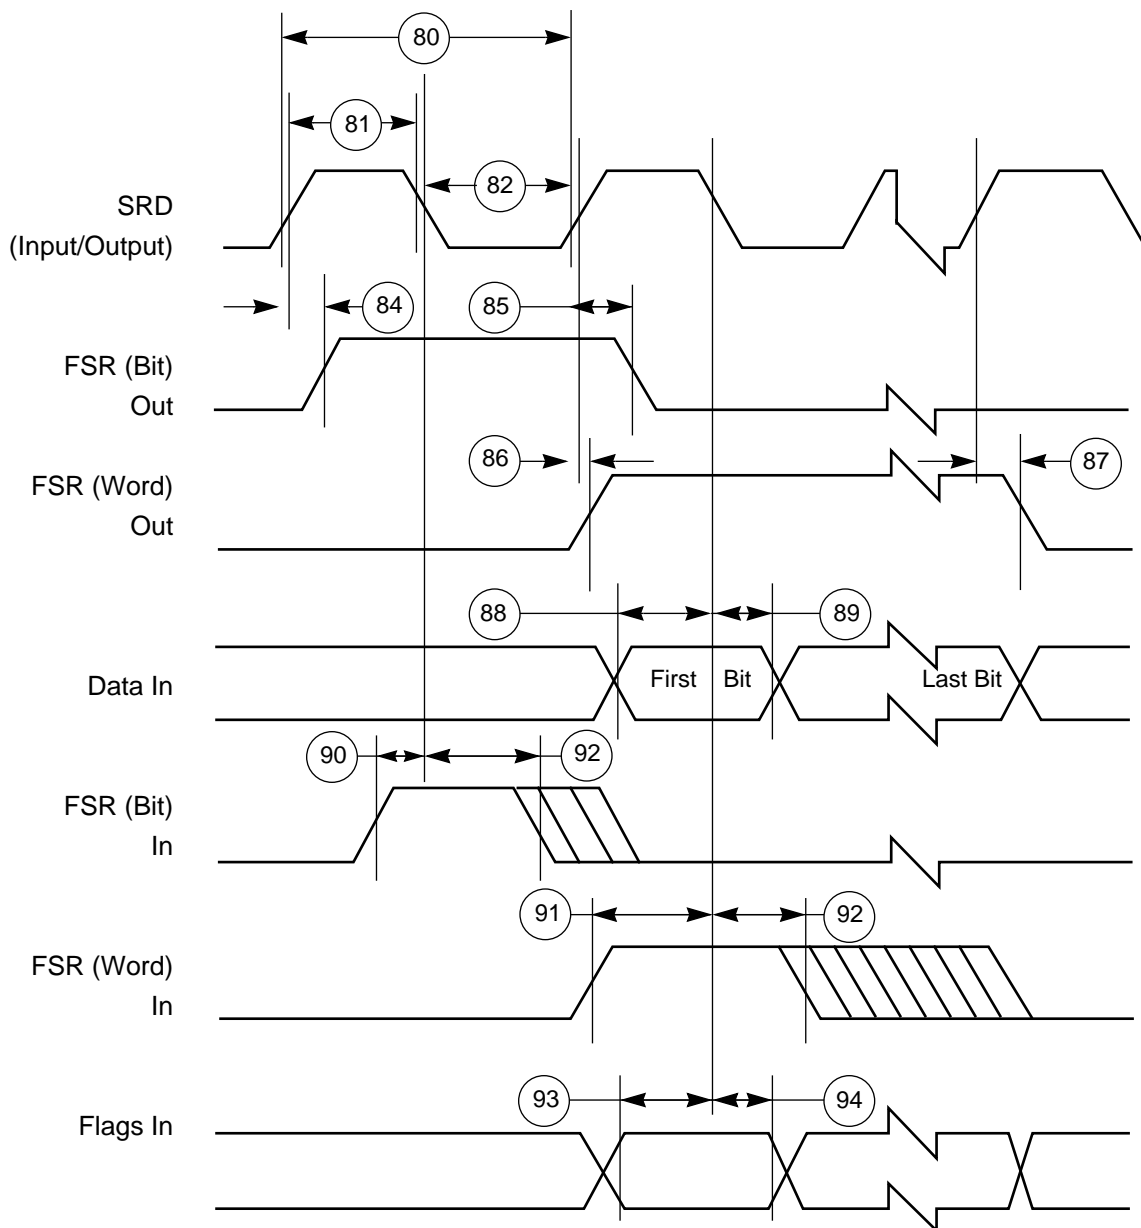 80
81
82
SRD
(Input/Output)
84
85
FSR (Bit)
Out
86
87
FSR (Word)
Out
88
89
Data In
First Bit
Last Bit
90
92
FSR (Bit)
In
91
92
FSR (Word)
In
93
94
Flags In